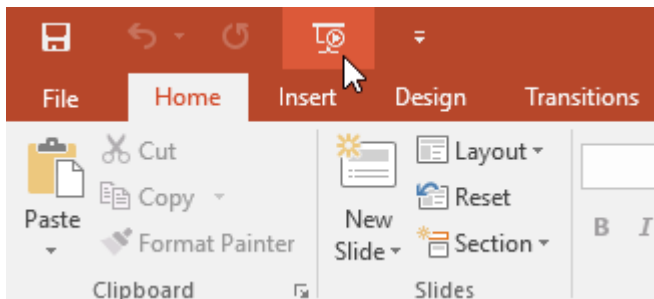 File Home Insert Design Transitions
Cut
Copy
Format Painter
Paste
Clipboard
New
Slide
Layout
Reset
Section
Slides
B I